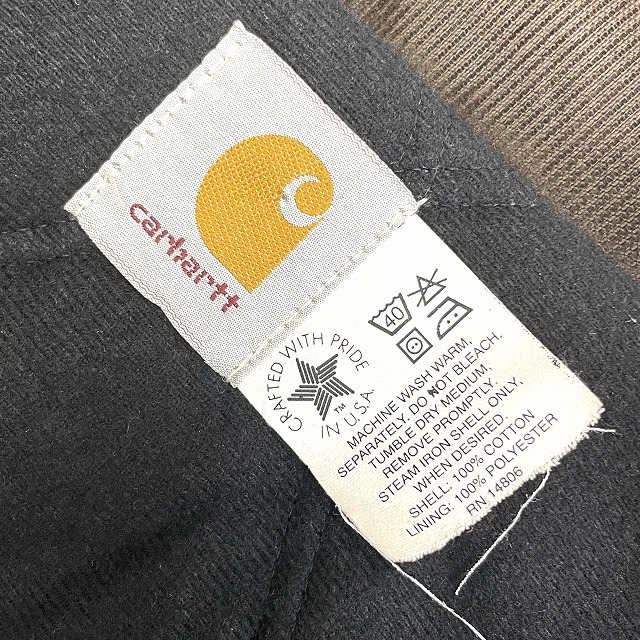 carhartt
CRAFTED WITH PRIDE
IN U.S.A.
TM
40
MACHINE WASH WARM,
SEPARATELY. DO NOT BLEACH.
TUMBLE DRY MEDIUM.
REMOVE PROMPTLY.
STEAM IRON SHELL ONLY,
WHEN DESIRED.
SHELL: 100% COTTON
LINING: 100% POLYESTER
RN 14806